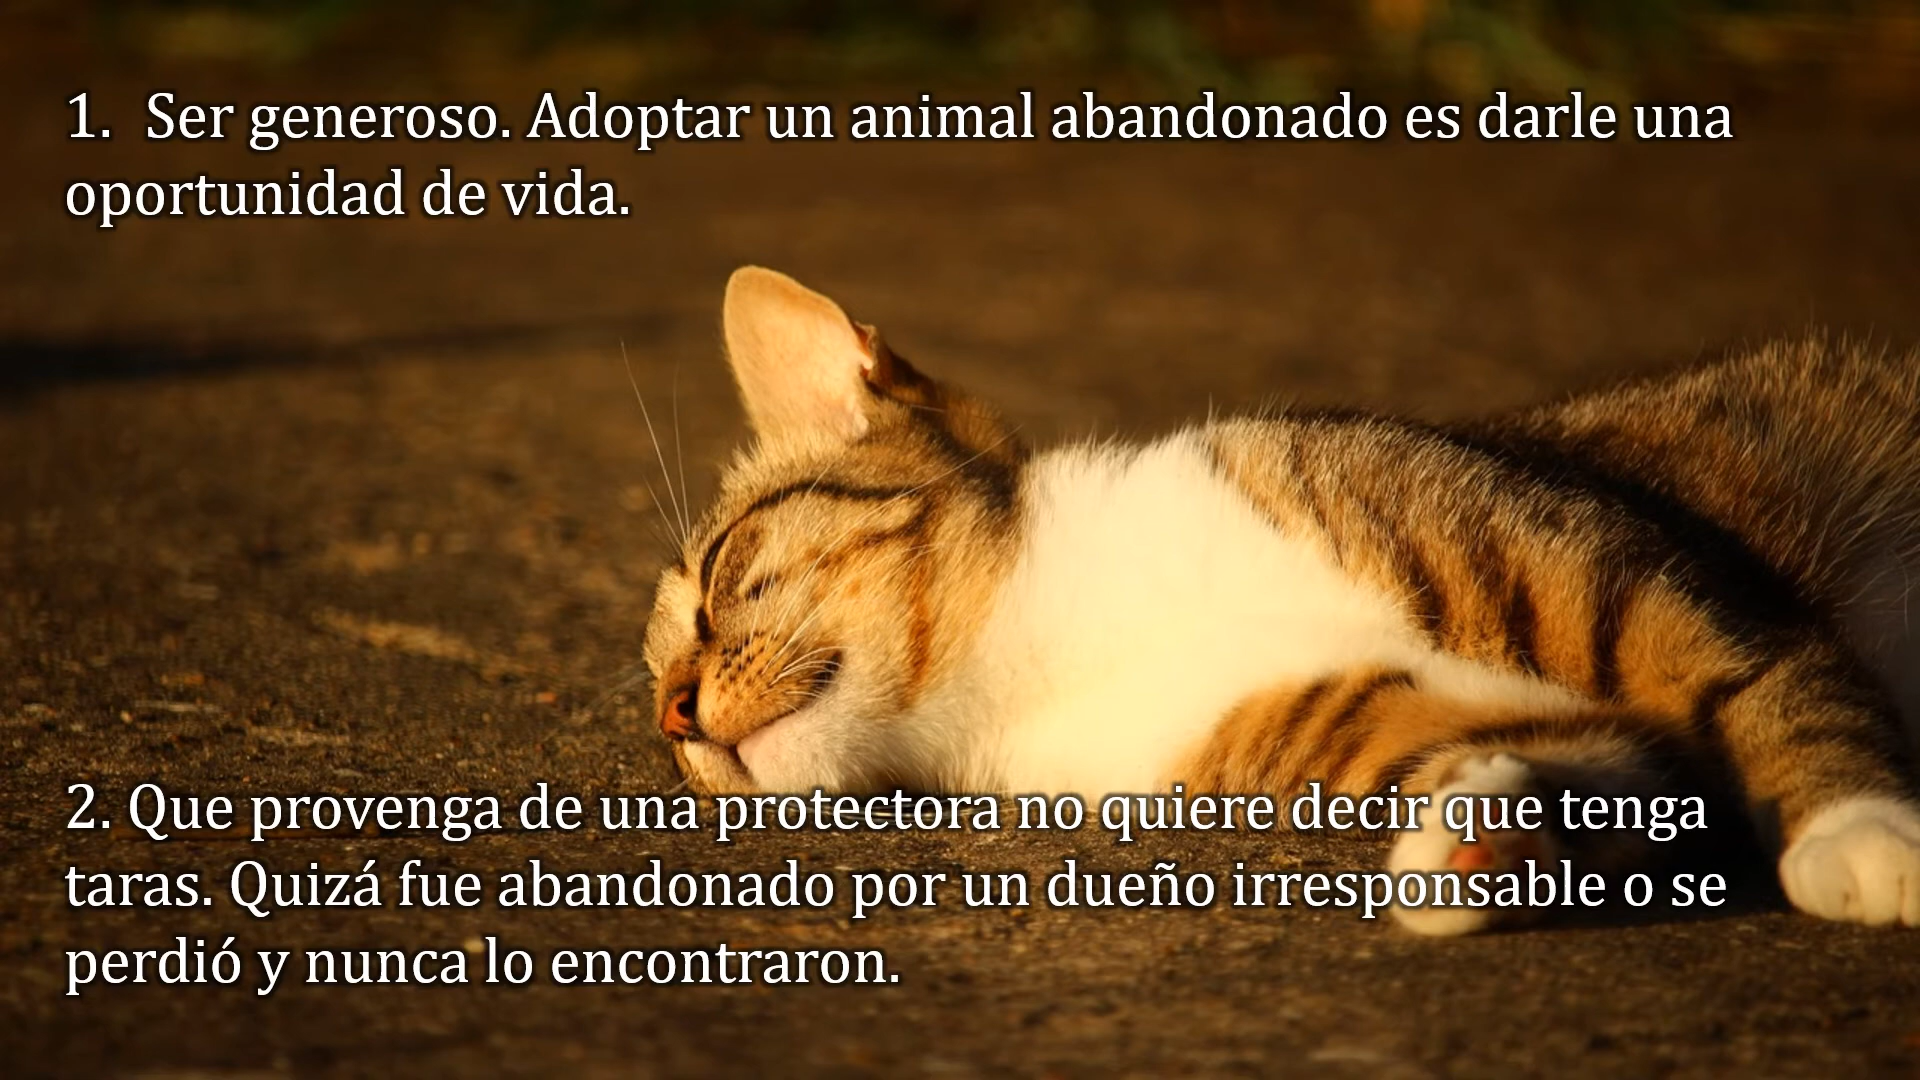 1. Ser generoso. Adoptar un animal abandonado es darle una
oportunidad de vida.
2. Que provenga de una protectora no quiere decir que tenga
taras. Quizá fue abandonado por un dueño irresponsable o se
perdió y nunca lo encontraron.